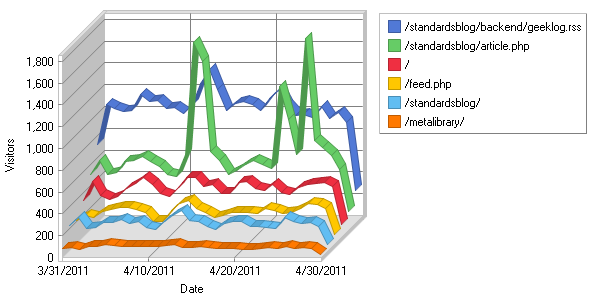 1,800
1,600
1,400
1,200
1,000
800
600
400
200
0
Visitors
3/31/2011
4/10/2011
4/20/2011
4/30/2011
Date
/standardsblog/backend/geeklog.rss
/standardsblog/article.php
/
/feed.php
/standardsblog/
/metalibrary/